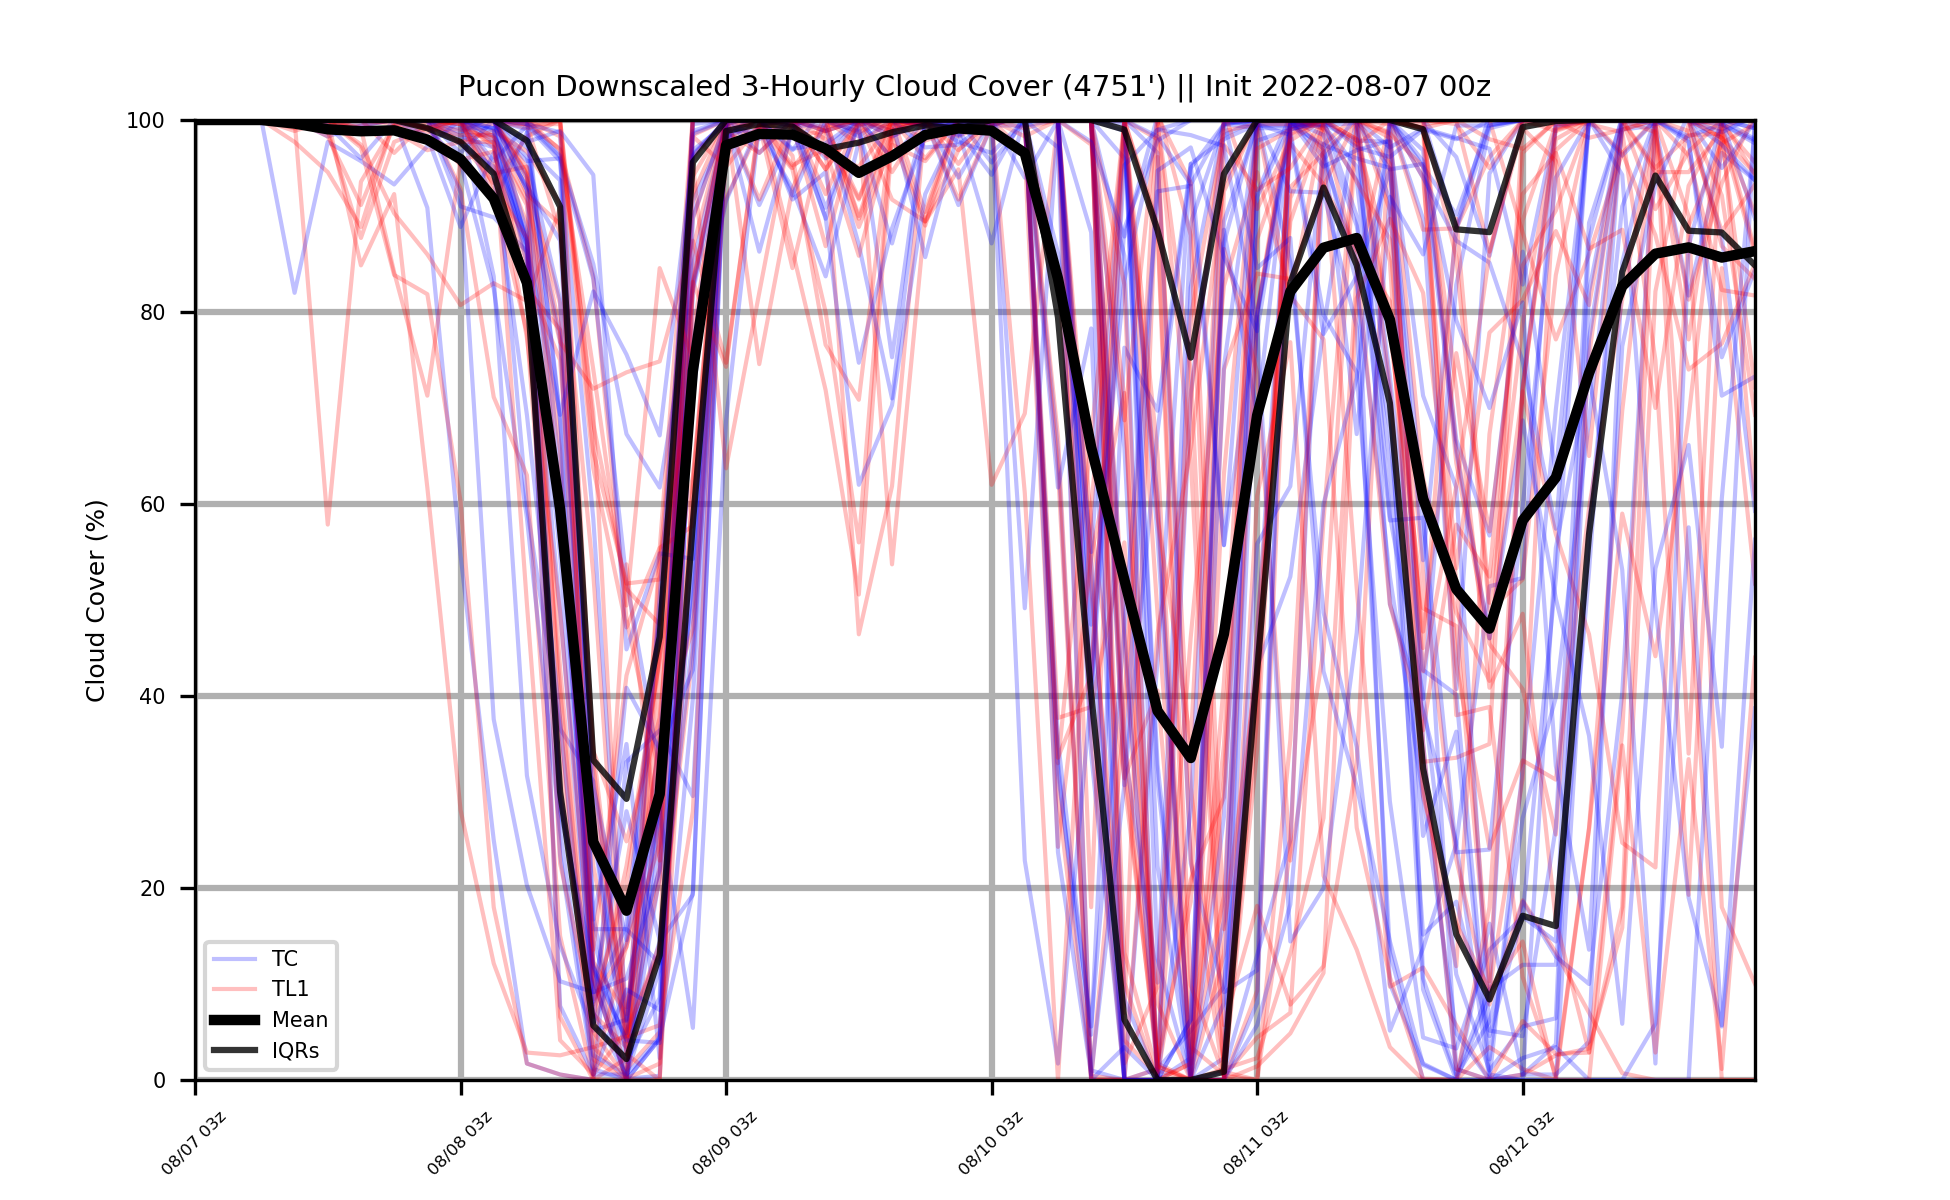 Pucon Downscaled 3-Hourly Cloud Cover (4751') || Init 2022-08-07 00z
Cloud Cover (%)
100
80
60
40
20
0
TC
TL1
Mean
IQRs
08/07 03z
08/08 03z
08/09 03z
08/10 03z
08/11 03z
08/12 03z